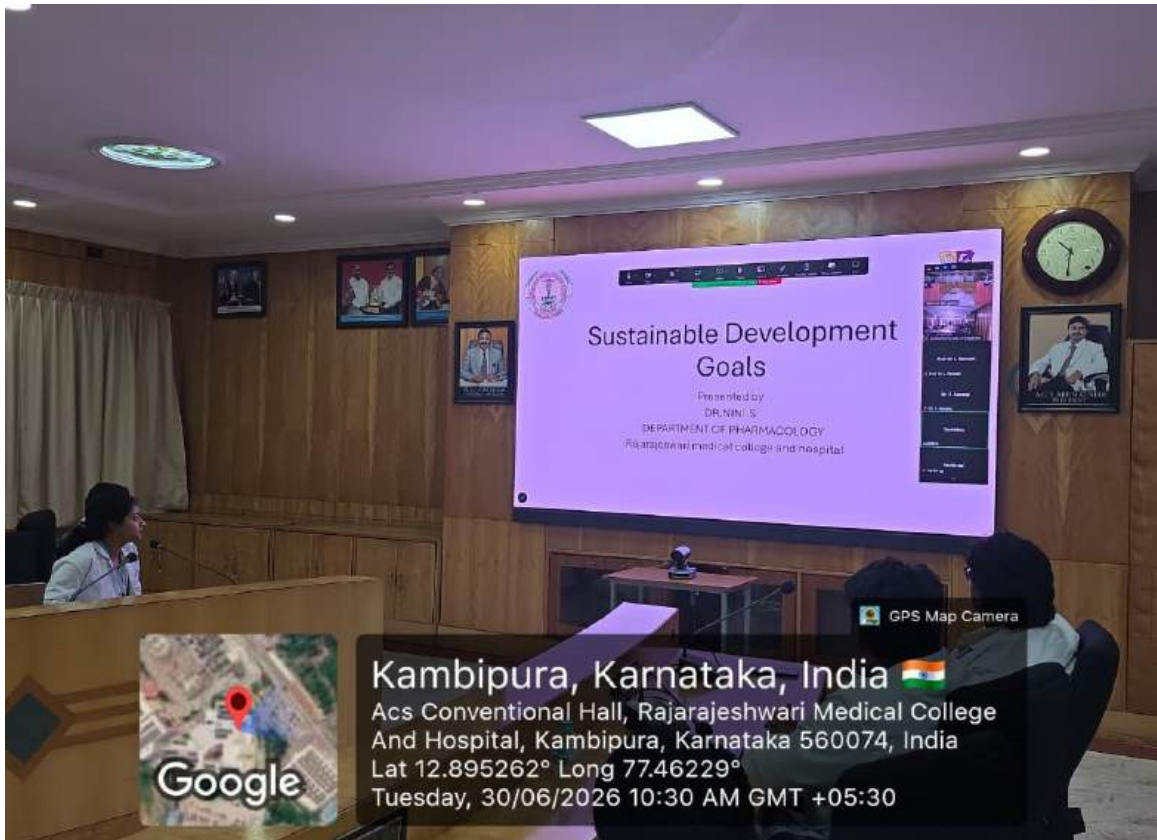 Sustainable Development
Goals
Presented by
DR.NINI S
DEPARTMENT OF PHARMACOLOGY
Rajarajeswari medical college and hospital
GPS Map Camera
Kambipura, Karnataka, India
Acs Conventional Hall, Rajarajeshwari Medical College
And Hospital, Kambipura, Karnataka 560074, India
Lat 12.895262° Long 77.46229°
Tuesday, 30/06/2026 10:30 AM GMT +05:30
Google